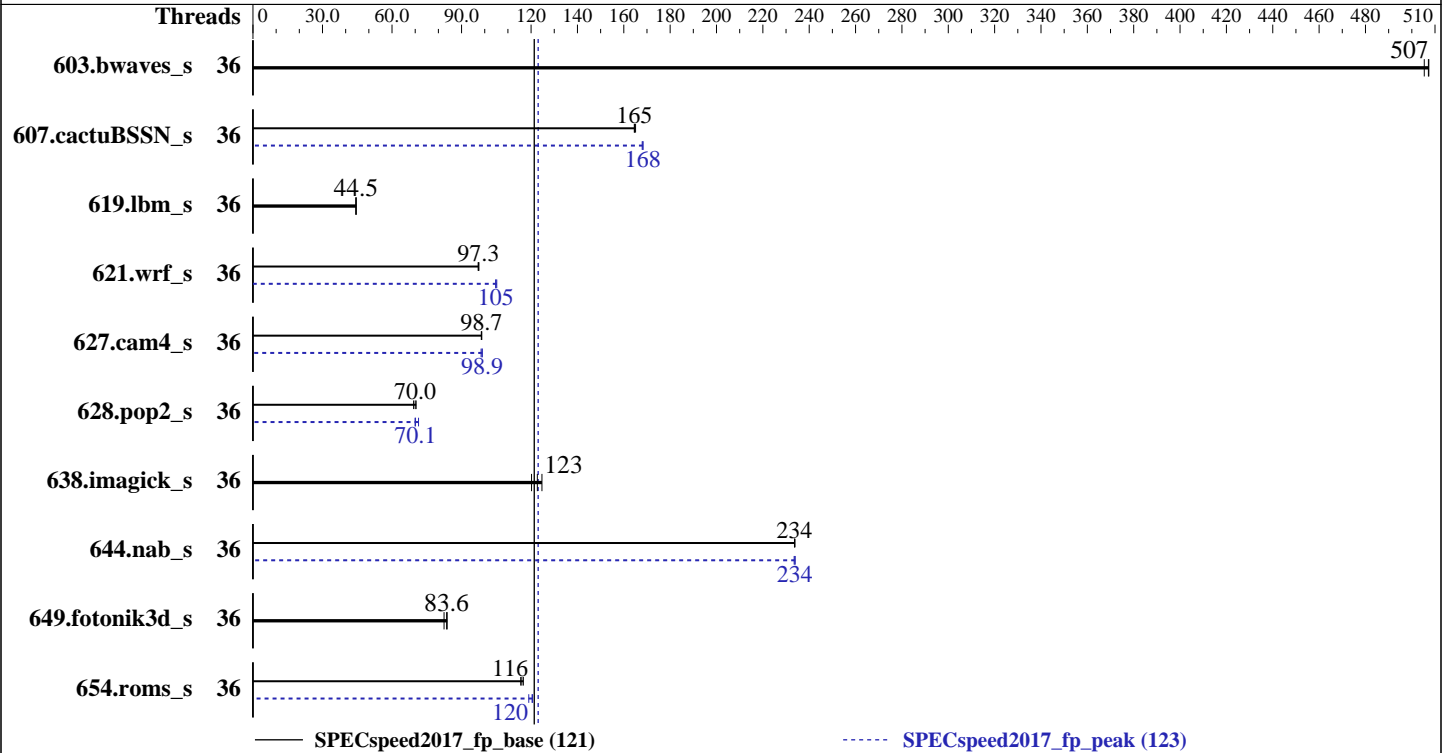 Threads 0 30.0 60.0 90.0 120 140 160 180 200 220 240 260 280 300 320 340 360 380 400 420 440 460 480 510
603.bwaves_s 36 507
607.cactuBSSN_s 36 165
168
619.lbm_s 36 44.5
621.wrf_s 36 97.3
105
627.cam4_s 36 98.7
98.9
628.pop2_s 36 70.0
70.1
638.imagick_s 36 123
644.nab_s 36 234
234
649.fotonik3d_s 36 83.6
654.roms_s 36 116
120
SPECspeed2017_fp_base (121) SPECspeed2017_fp_peak (123)